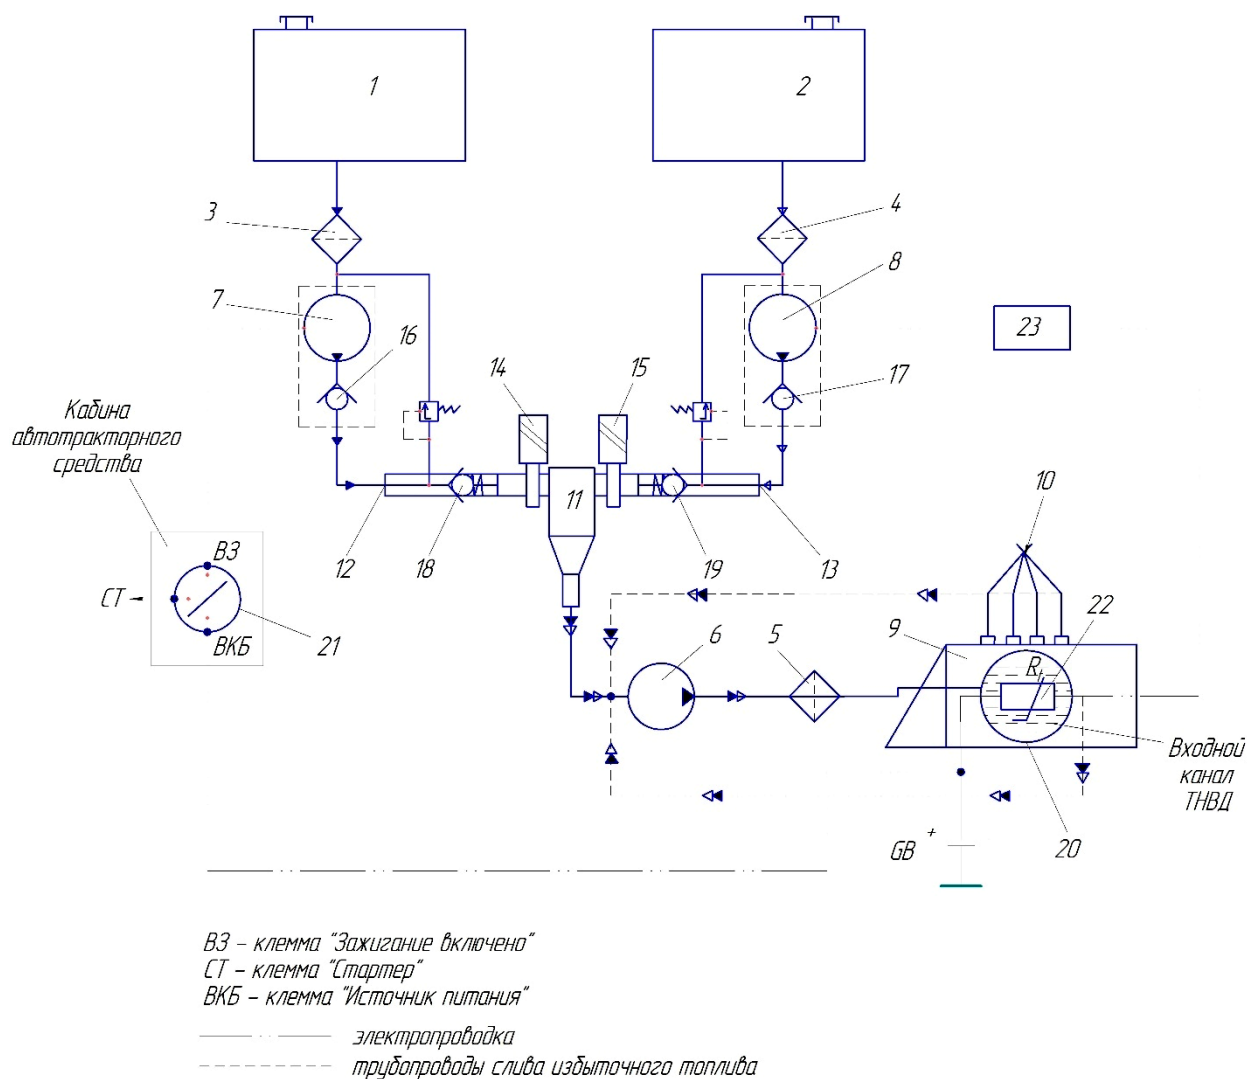 1
2
3
4
7
8
16
14
15
17
23
Кабина
автотракторного
средства
11
10
ВЗ
12
18
19
13
СТ
22
ВКБ
21
6
5
9
Rt
Входной
канал
ТНВД
GB
+
20
ВЗ – клемма "Зажигание включено"
СТ – клемма "Стартер"
ВКБ – клемма "Источник питания"
электропроводка
трубопроводы слива избыточного топлива